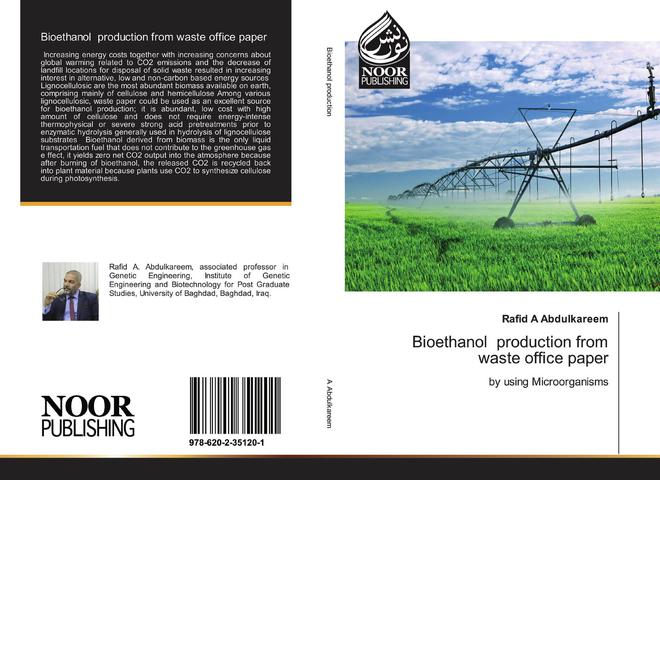 Bioethanol production from waste office paper
Increasing energy costs together with increasing concerns about
global warming related to CO2 emissions and the decrease of
landfill locations for disposal of solid waste resulted in increasing
interest in alternative, low and non-carbon based energy sources
Lignocellulosic are the most abundant biomass available on earth,
comprising mainly of cellulose and hemicellulose Among various
lignocellulosic, waste paper could be used as an excellent source
for bioethanol production; it is abundant, low cost with high
amount of cellulose and does not require energy-intense
thermophysical or severe strong acid pretreatments prior to
enzymatic hydrolysis generally used in hydrolysis of lignocellulose
substrates Bioethanol derived from biomass is the only liquid
transportation fuel that does not contribute to the greenhouse gas
e ffect, it yields zero net CO2 output into the atmosphere because
after burning of bioethanol, the released CO2 is recycled back
into plant material because plants use CO2 to synthesize cellulose
during photosynthesis.
Rafid A. Abdulkareem, associated professor in
Genetic Engineering, Institute of Genetic
Engineering and Biotechnology for Post Graduate
Studies, University of Baghdad, Baghdad, Iraq.
NOOR
PUBLISHING
978-620-2-35120-1
Bioethanol production
A Abdulkareem
نور
نشر
NOOR
PUBLISHING
Rafid A Abdulkareem
Bioethanol production from
waste office paper
by using Microorganisms